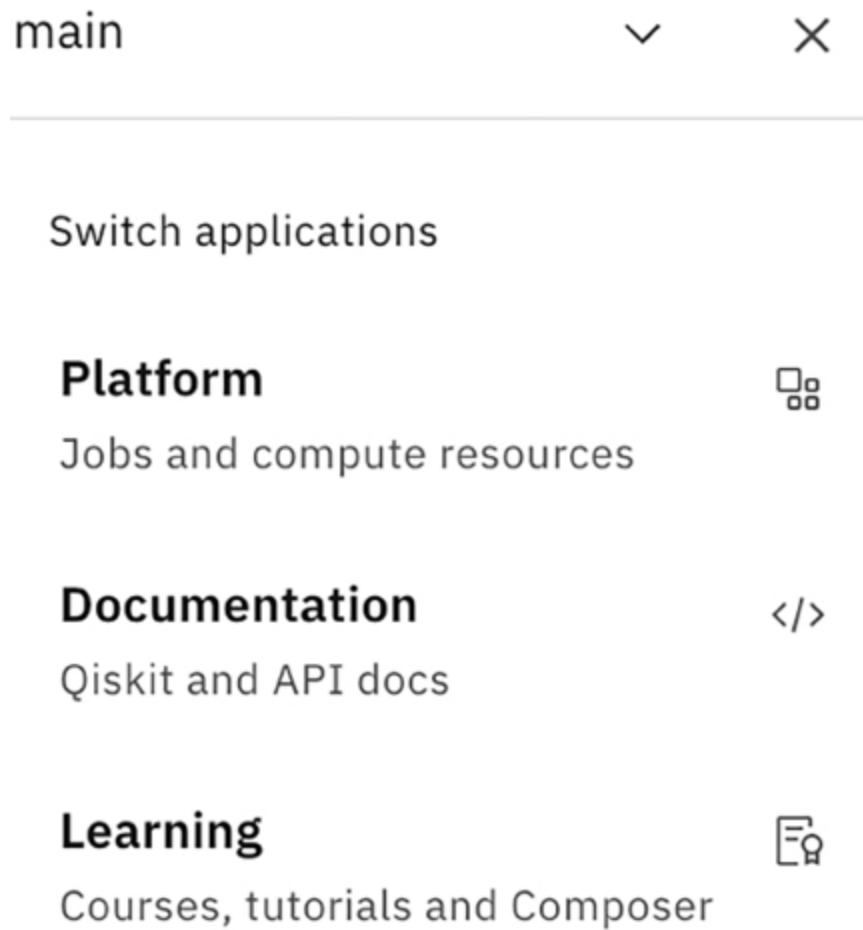 main
Switch applications
Platform
Jobs and compute resources
Documentation
Qiskit and API docs
Learning
Courses, tutorials and Composer